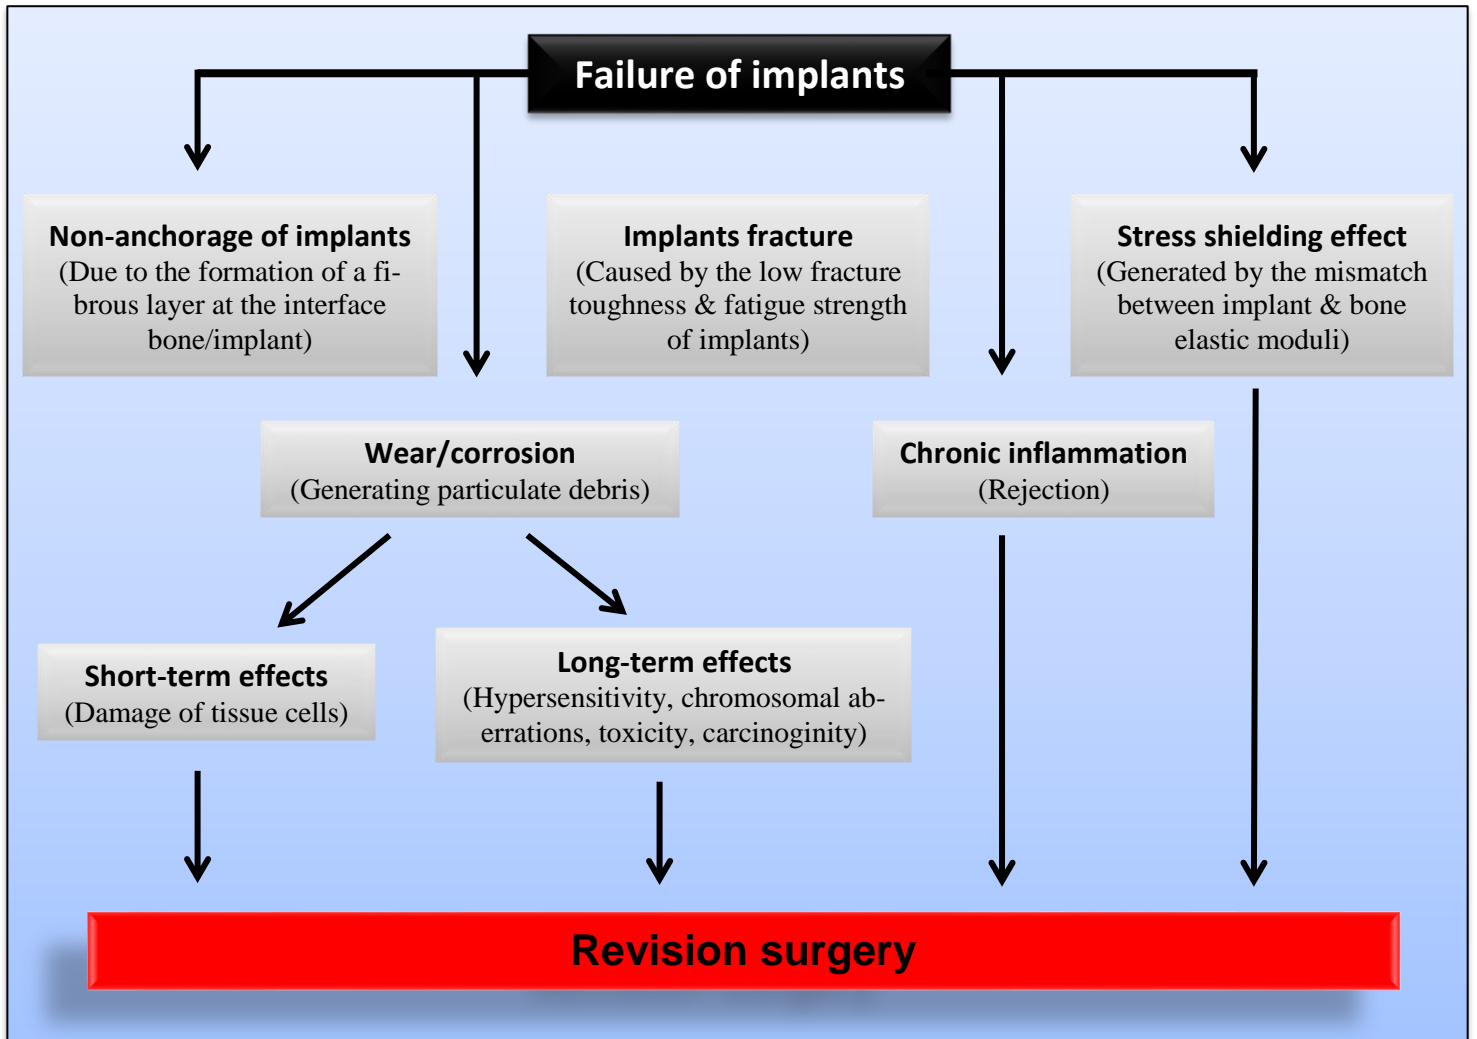 Failure of implants
Non-anchorage of implants
(Due to the formation of a fi-
brous layer at the interface
bone/implant)
Implants fracture
(Caused by the low fracture
toughness & fatigue strength
of implants)
Stress shielding effect
(Generated by the mismatch
between implant & bone
elastic moduli)
Wear/corrosion
(Generating particulate debris)
Chronic inflammation
(Rejection)
Short-term effects
(Damage of tissue cells)
Long-term effects
(Hypersensitivity, chromosomal ab-
errations, toxicity, carcinoginity)
Revision surgery